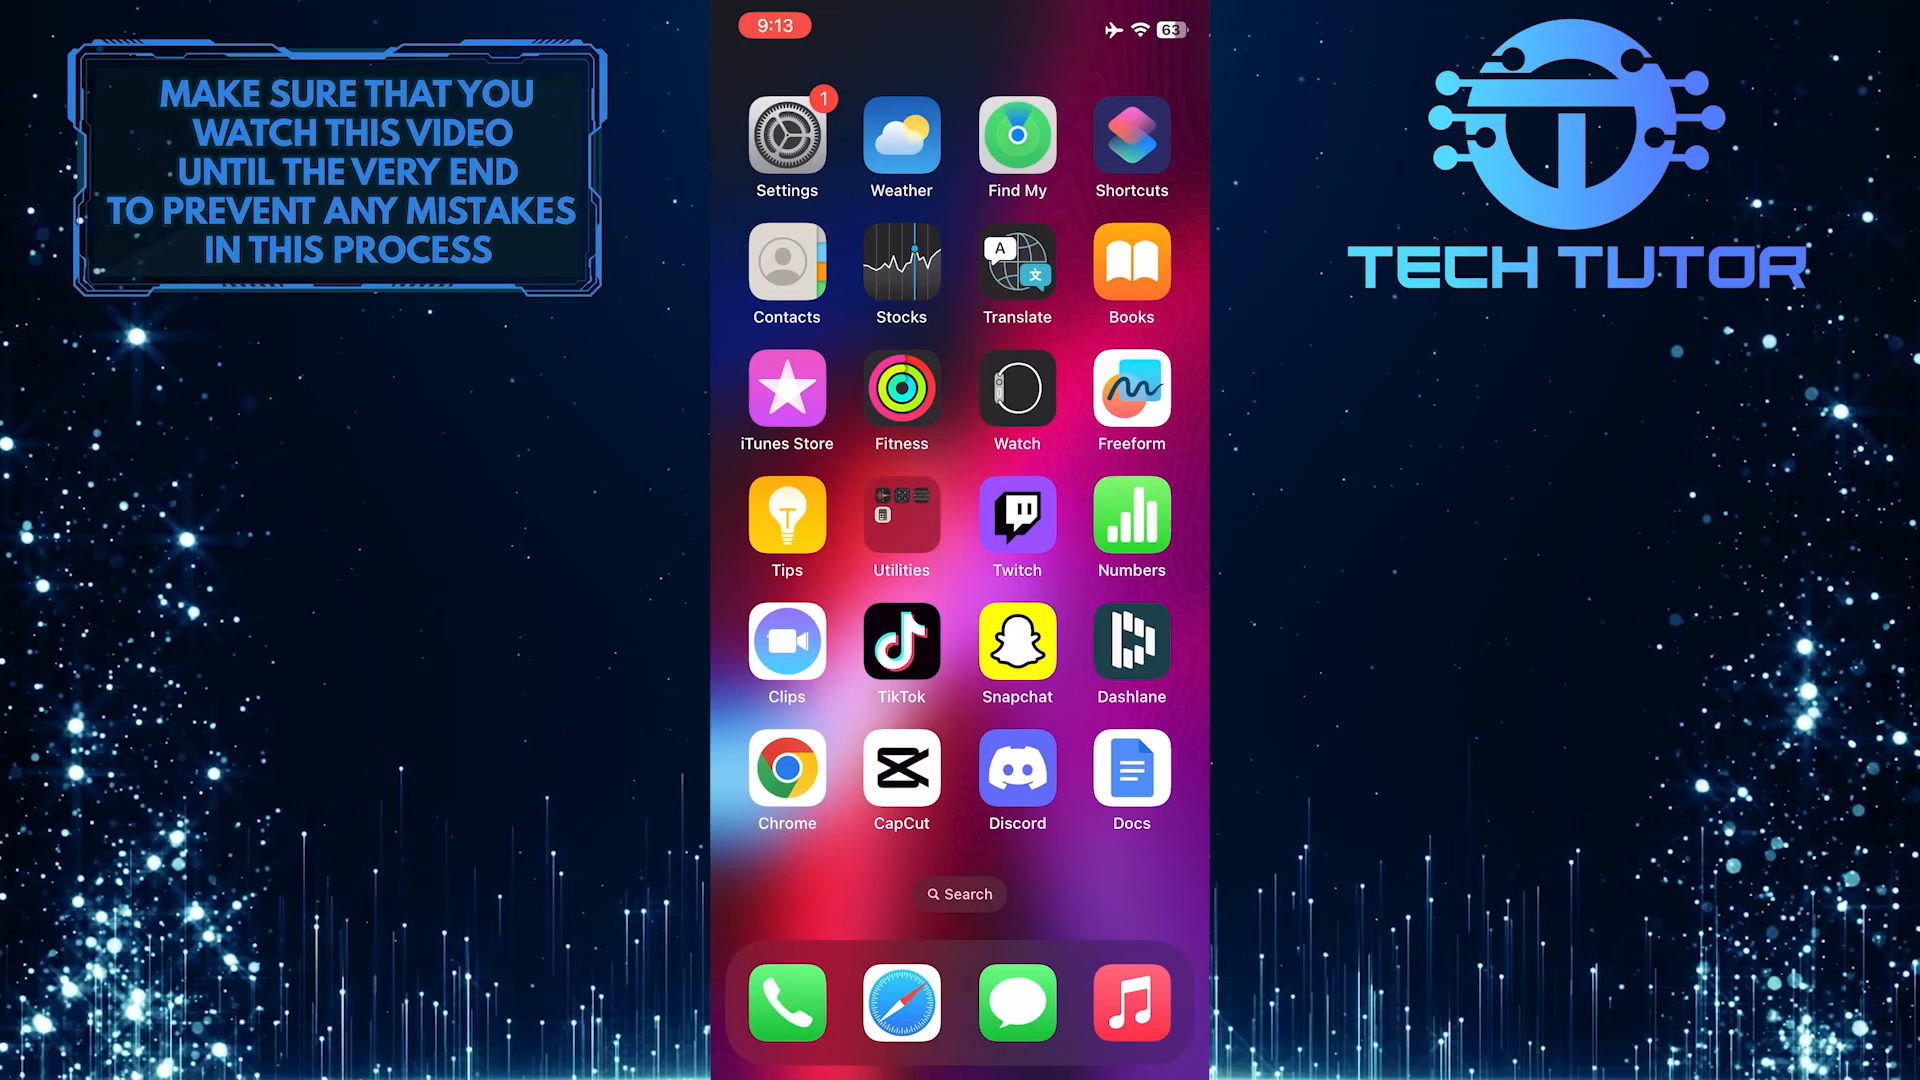 MAKE SURE THAT YOU
WATCH THIS VIDEO
UNTIL THE VERY END
TO PREVENT ANY MISTAKES
IN THIS PROCESS
9:13
63
TECH TUTOR
1
Settings
Weather
Find My
Shortcuts
A
文
Contacts
Stocks
Translate
Books
iTunes Store
Fitness
Watch
Freeform
Tips
Utilities
Twitch
Numbers
Clips
TikTok
Snapchat
Dashlane
Chrome
CapCut
Discord
Docs
Search